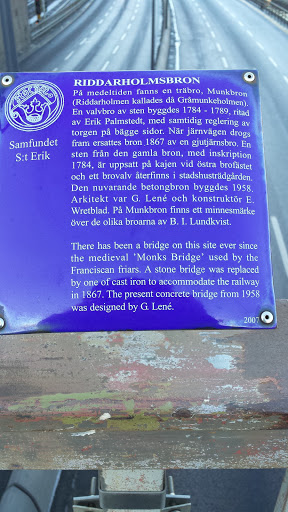 RIDDARHOLMSBRON
På medeltiden fanns en träbro, Munkbron
(Riddarholmen kallades då Gråmunkeholmen).
En valvbro av sten byggdes 1784 - 1789, ritad
av Erik Palmstedt, med samtidig reglering av
torgen på bägge sidor. När järnvägen drogs
fram ersattes bron 1867 av en gjutjärnsbro. En
sten från den gamla bron, med inskription
1784, är uppsatt på kajen vid östra brofästet
och ett brovalv återfinns i stadshusträdgården.
Den nuvarande betongbron byggdes 1958.
Arkitekt var G. Lené och konstruktör E.
Wretblad. På Munkbron finns ett minnesmärke
över de olika broarna av B. I. Lundkvist.
There has been a bridge on this site ever since
the medieval 'Monks Bridge' used by the
Franciscan friars. A stone bridge was replaced
by one of cast iron to accommodate the railway
in 1867. The present concrete bridge from 1958
was designed by G. Lené.
2007
Samfundet
S:t Erik